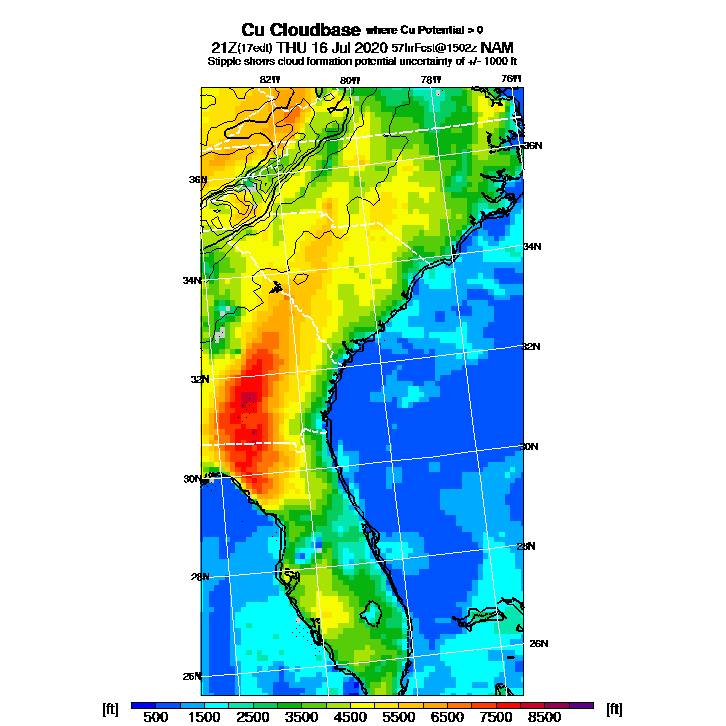 Cu Cloudbase where Cu Potential > 0
21Z(17edt) THU 16 Jul 2020 57hrFcst@1502z NAM
Stipple shows cloud formation potential uncertainty of +/- 1000 ft
82W 80W 78W 76W
36N
36N
34N
34N
32N
32N
30N
30N
28N
28N
26N
26N
[ft] 500 1500 2500 3500 4500 5500 6500 7500 8500 [ft]